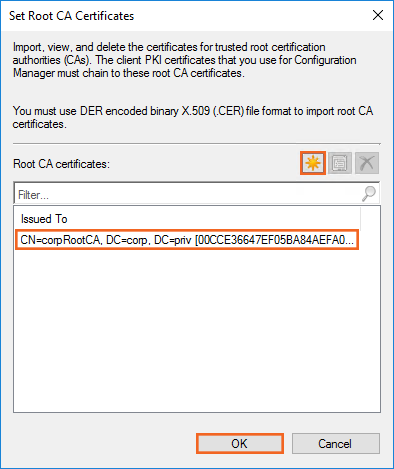 Set Root CA Certificates
Import, view, and delete the certificates for trusted root certification
authorities (CAs). The client PKI certificates that you use for Configuration
Manager must chain to these root CA certificates.
You must use DER encoded binary X.509 (.CER) file format to import root CA
certificates.
Root CA certificates:
Filter...
Issued To
CN=corpRootCA, DC=corp, DC=priv [00CCE36647EF05BA84AEFA0...
OK
Cancel